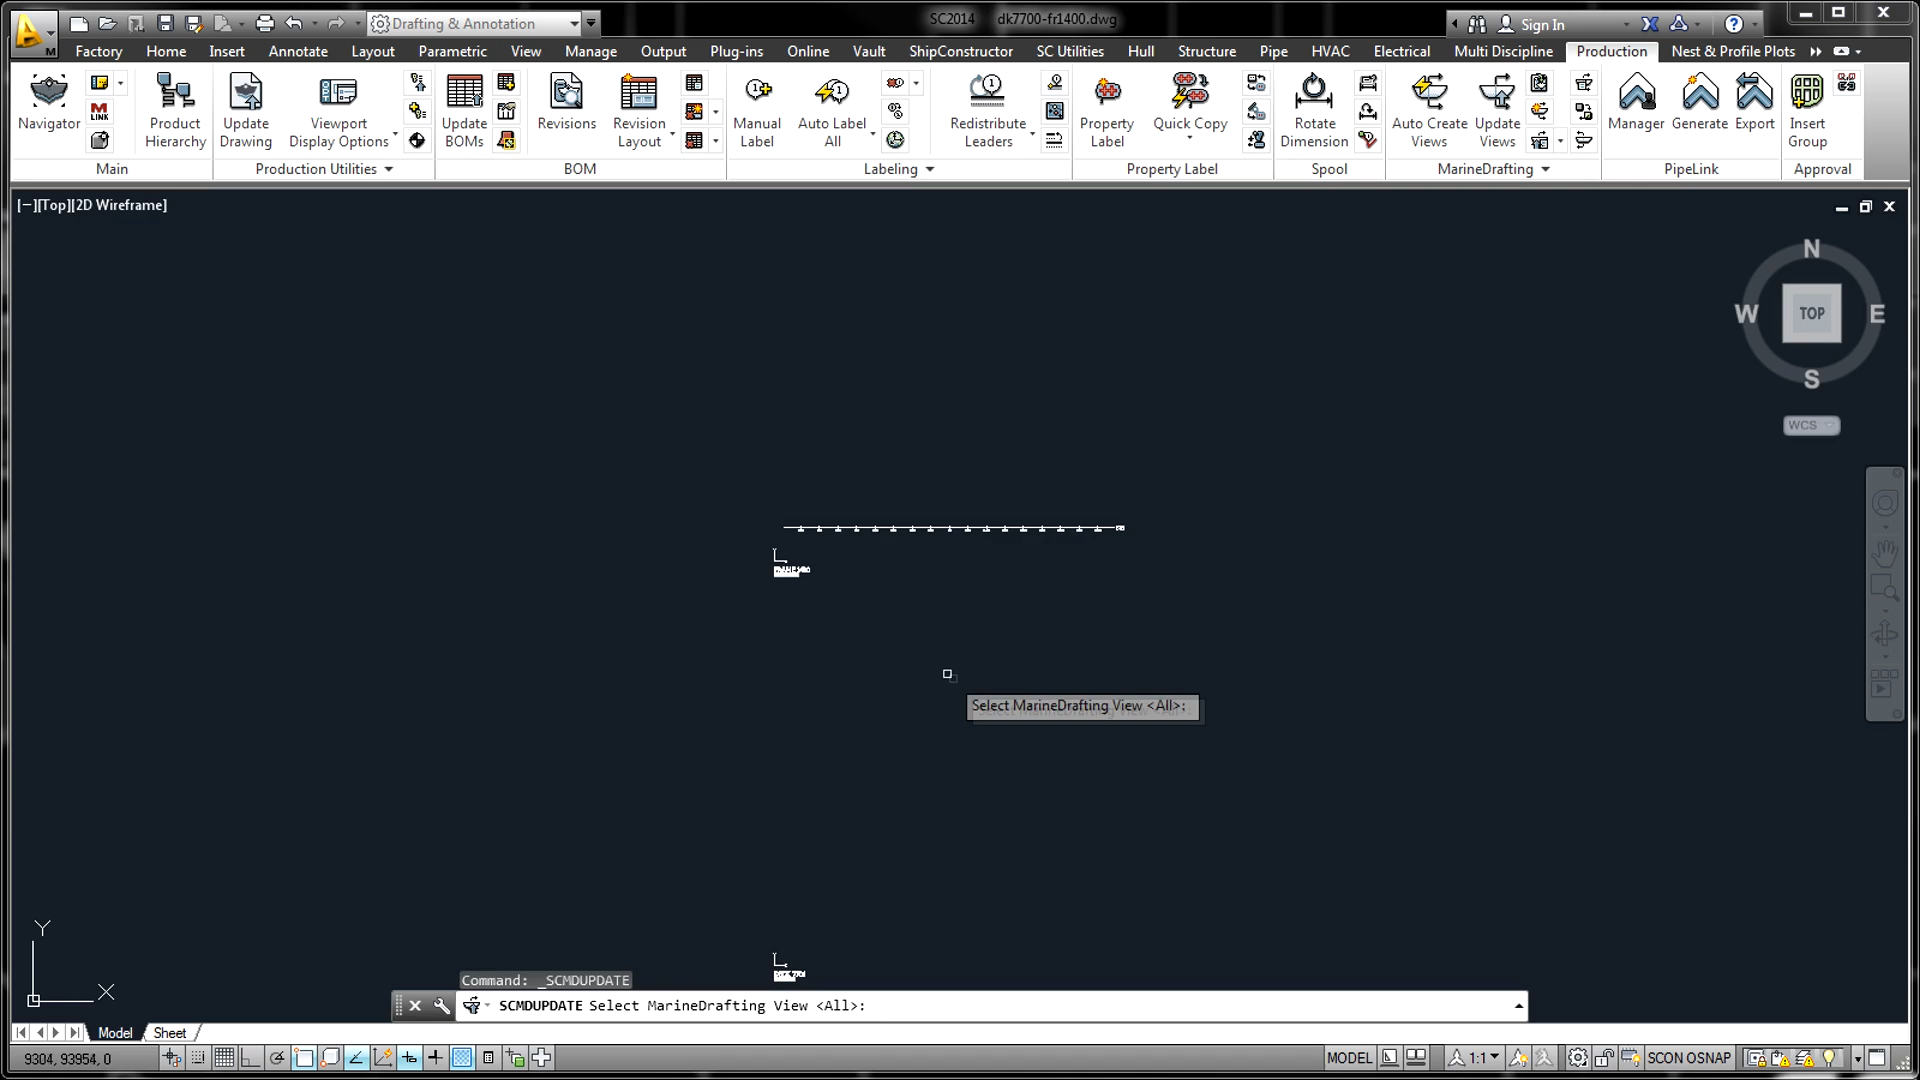 M
Drafting & Annotation
SC2014 dk7700-fr1400.dwg
Sign In
Factory Home Insert Annotate Layout Parametric View Manage Output Plug-ins Online Vault ShipConstructor SC Utilities Hull Structure Pipe HVAC Electrical Multi Discipline Production Nest & Profile Plots
Navigator
M LINK
Product Hierarchy
Update Drawing
Viewport Display Options
Update BOMs
Revisions
Revision Layout
Manual Label
Auto Label All
Redistribute Leaders
Property Label
Quick Copy
Rotate Dimension
Auto Create Views
Update Views
Manager
Generate
Export
Insert Group
Main Production Utilities BOM Labeling Property Label Spool MarineDrafting PipeLink Approval
[−][Top][2D Wireframe]
N
W TOP E
S
WCS
Select MarineDrafting View <All>:
Y
X
Command: _SCMDUPDATE
SCMDUPDATE Select MarineDrafting View <All>:
Model Sheet
9304, 93954, 0
MODEL
1:1
SCON OSNAP